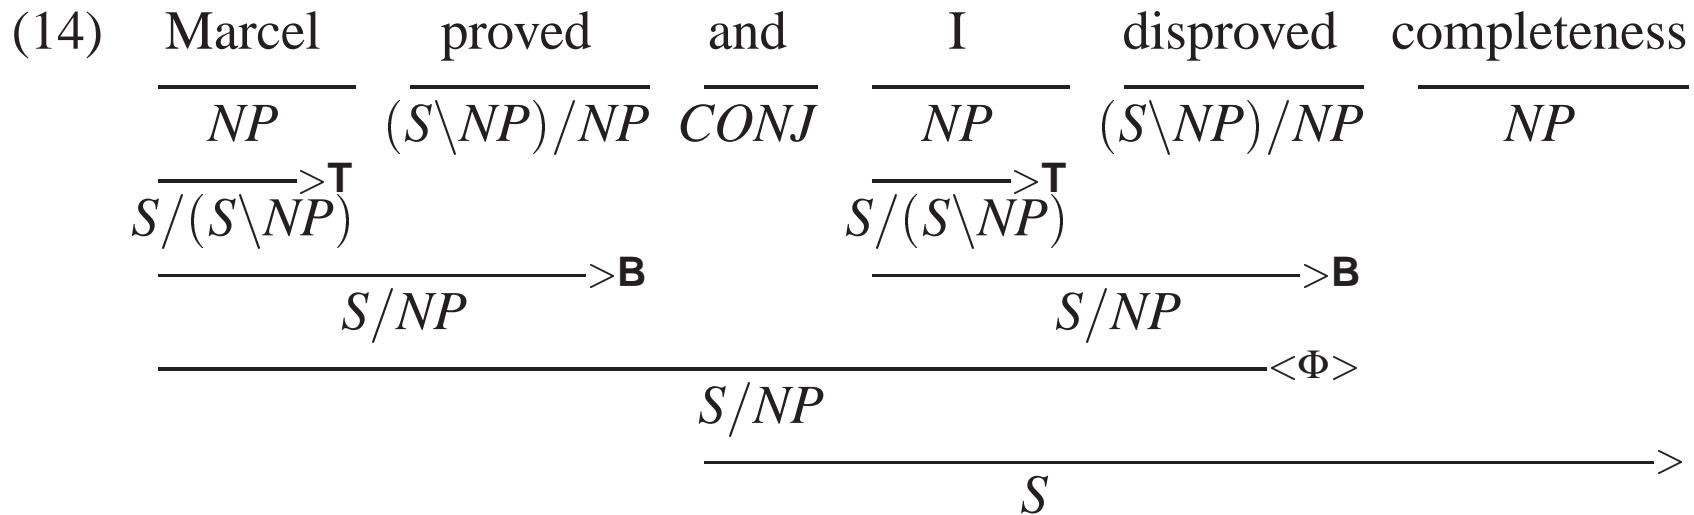 (14) Marcel proved and I disproved completeness
NP (S\NP)/NP CONJ NP (S\NP)/NP NP
>T >T
S/(S\NP) S/(S\NP)
>B >B
S/NP S/NP
<Φ>
S/NP
>
S